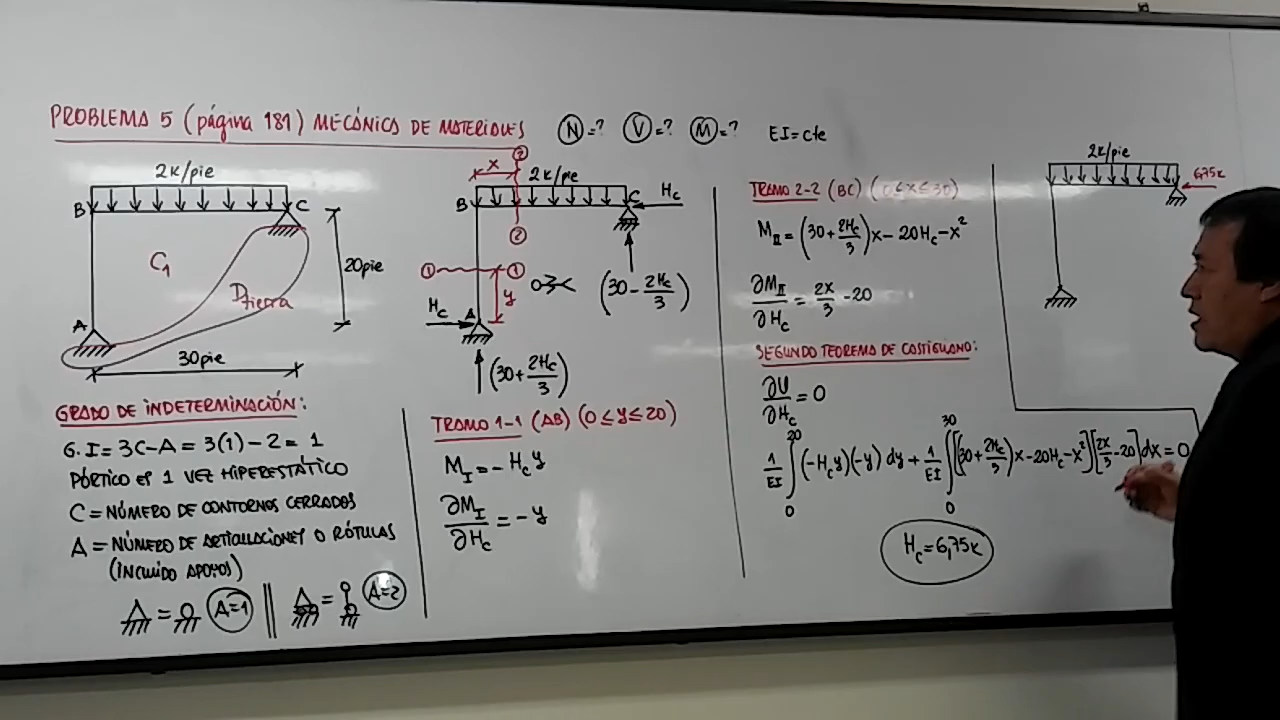 PROBLEMA 5 (página 181) MECÁNICA DE MATERIALES
N=? V=? M=? EI=cte
2k/pie
B
C
C₁
Dtierra
20pie
A
30pie
GRADO DE INDETERMINACIÓN:
G.I=3C-A=3(1)-2=1
PÓRTICO ES 1 VEZ HIPERESTÁTICO
C=NÚMERO DE CONTORNOS CERRADOS
A=NÚMERO DE ARTICULACIONES O RÓTULAS
(INCLUIDO APOYOS)
= A=1
= A=2
2
x
2k/pie
B
C
H_C
2
1
1
y
(30-2H_C/3)
H_C
A
(30+2H_C/3)
TRAMO 1-1 (AB) (0≤y≤20)
M_I=-H_C y
∂M_I/∂H_C=-y
TRAMO 2-2 (BC) (0≤x≤30)
M_II=(30+2H_C/3)x-20H_C-x²
∂M_II/∂H_C=2x/3-20
SEGUNDO TEOREMA DE CASTIGLIANO:
∂U/∂H_C=0
1/EI ∫₀²⁰(-H_C y)(-y)dy+1/EI ∫₀³⁰[(30+2H_C/3)x-20H_C-x²][2x/3-20]dx=0
H_C=6,75k
2k/pie
6,75k